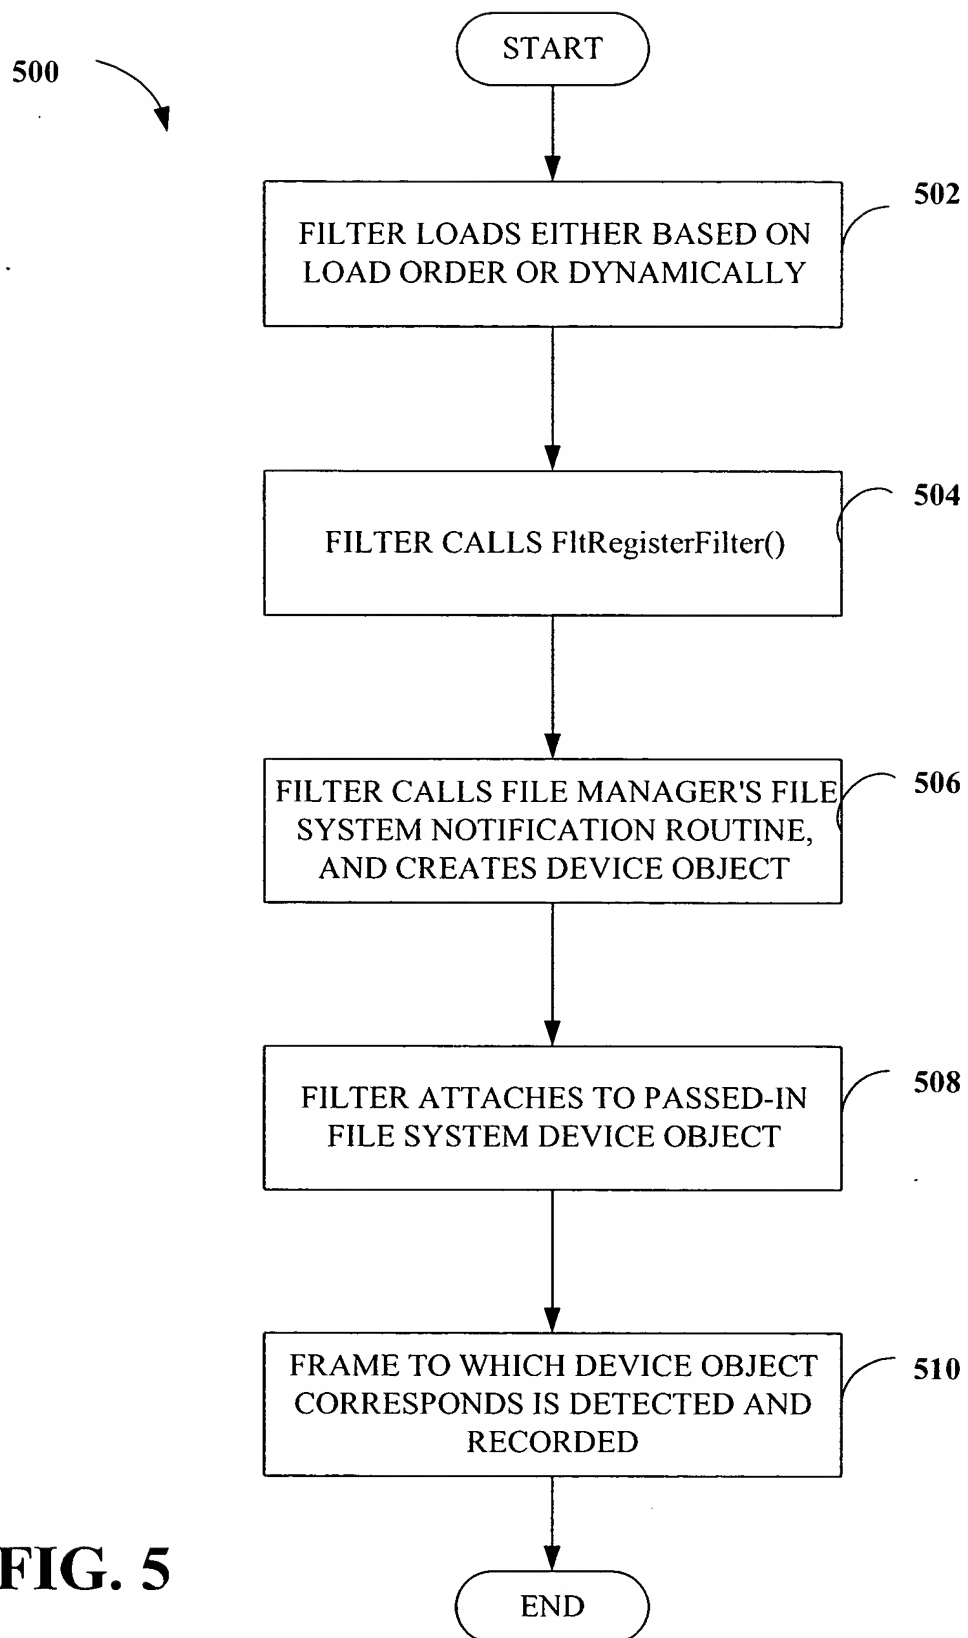 START
500
502
FILTER LOADS EITHER BASED ON
LOAD ORDER OR DYNAMICALLY
504
FILTER CALLS FltRegisterFilter()
506
FILTER CALLS FILE MANAGER'S FILE
SYSTEM NOTIFICATION ROUTINE,
AND CREATES DEVICE OBJECT
508
FILTER ATTACHES TO PASSED-IN
FILE SYSTEM DEVICE OBJECT
510
FRAME TO WHICH DEVICE OBJECT
CORRESPONDS IS DETECTED AND
RECORDED
FIG. 5
END